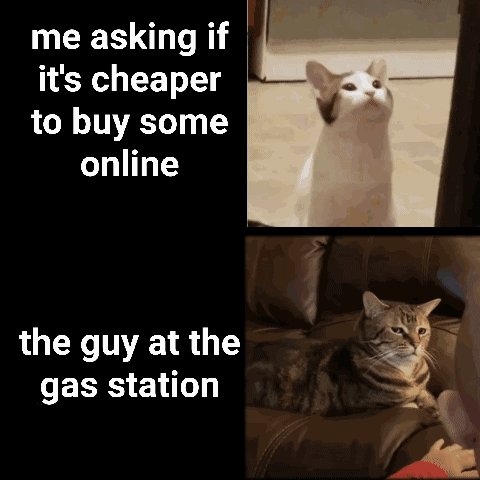 me asking if
it's cheaper
to buy some
online
the guy at the
gas station